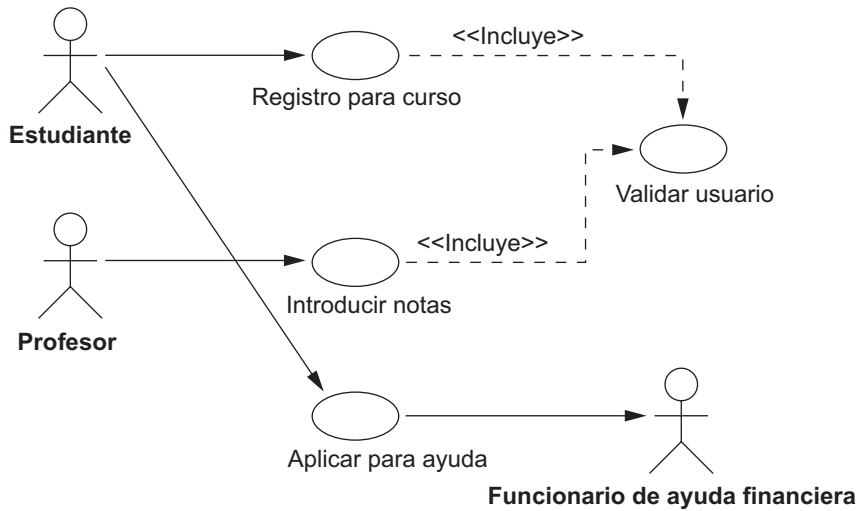 <<Incluye>>
Registro para curso
Estudiante
Validar usuario
<<Incluye>>
Introducir notas
Profesor
Aplicar para ayuda
Funcionario de ayuda financiera